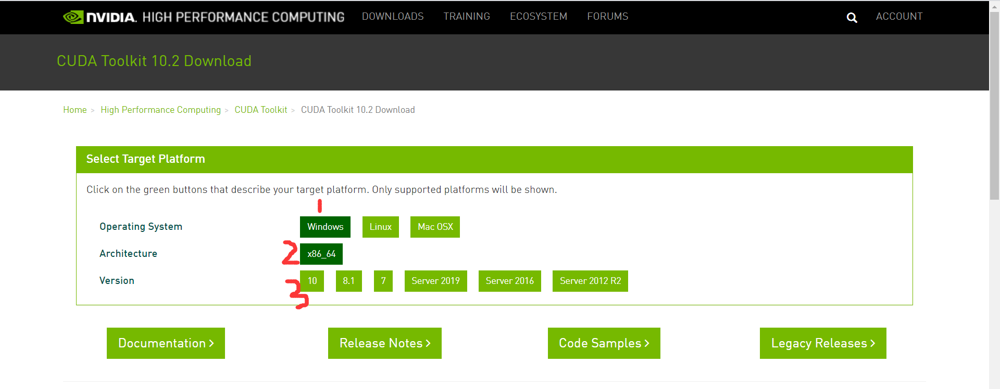 NVIDIA. HIGH PERFORMANCE COMPUTING DOWNLOADS TRAINING ECOSYSTEM FORUMS ACCOUNT
CUDA Toolkit 10.2 Download
Home > High Performance Computing > CUDA Toolkit > CUDA Toolkit 10.2 Download
Select Target Platform
Click on the green buttons that describe your target platform. Only supported platforms will be shown.
1
Operating System Windows Linux Mac OSX
Architecture 2 x86_64
Version 3 10 8.1 7 Server 2019 Server 2016 Server 2012 R2
Documentation > Release Notes > Code Samples > Legacy Releases >